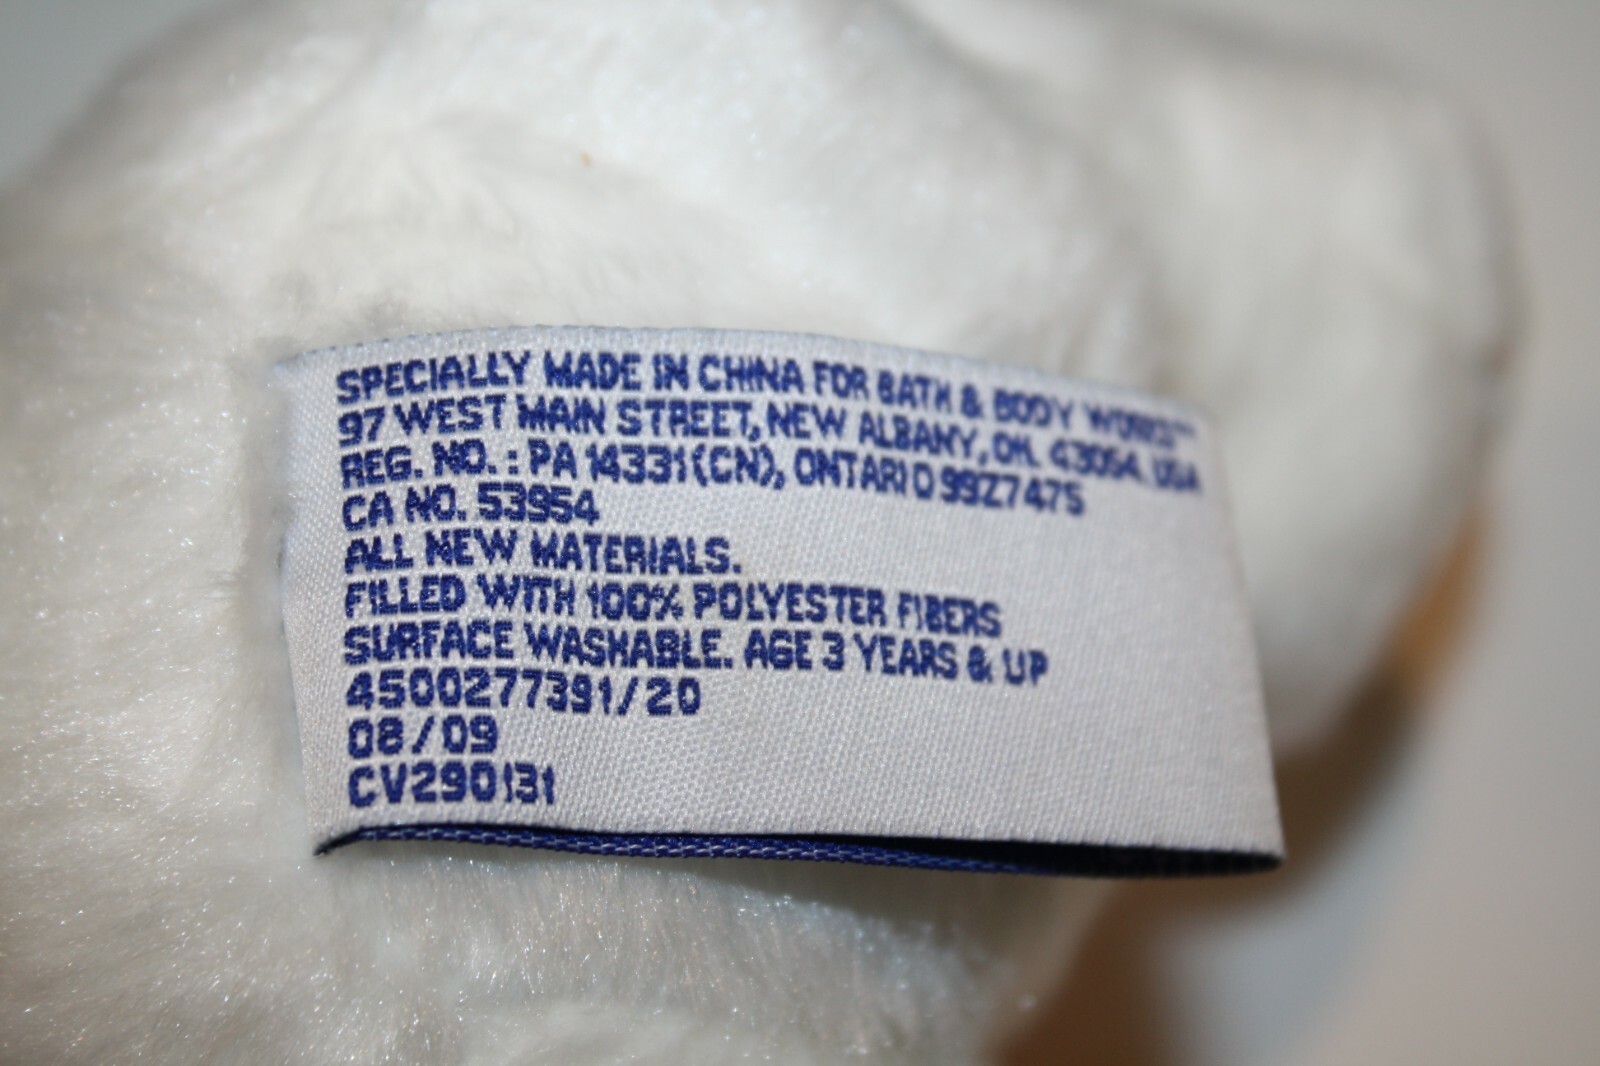 SPECIALLY MADE IN CHINA FOR BATH & BODY WORKS™
97 WEST MAIN STREET, NEW ALBANY, OH. 43054. USA
REG. NO. : PA 14331(CN), ONTARIO 99Z7475
CA NO. 53954
ALL NEW MATERIALS.
FILLED WITH 100% POLYESTER FIBERS
SURFACE WASHABLE. AGE 3 YEARS & UP
4500277391/20
08/09
CV290131